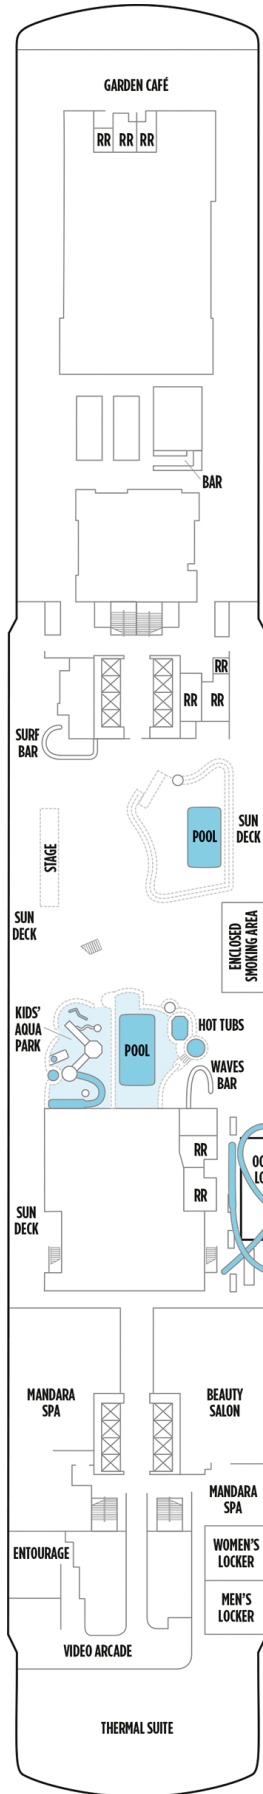 GARDEN CAFÉ
RR
RR
RR
BAR
RR
RR
RR
SURF
BAR
STAGE
POOL
SUN
DECK
SUN
DECK
ENCLOSED
SMOKING AREA
KIDS'
AQUA
PARK
POOL
HOT TUBS
WAVES
BAR
RR
RR
SUN
DECK
MANDARA
SPA
BEAUTY
SALON
MANDARA
SPA
ENTOURAGE
WOMEN'S
LOCKER
MEN'S
LOCKER
VIDEO ARCADE
THERMAL SUITE